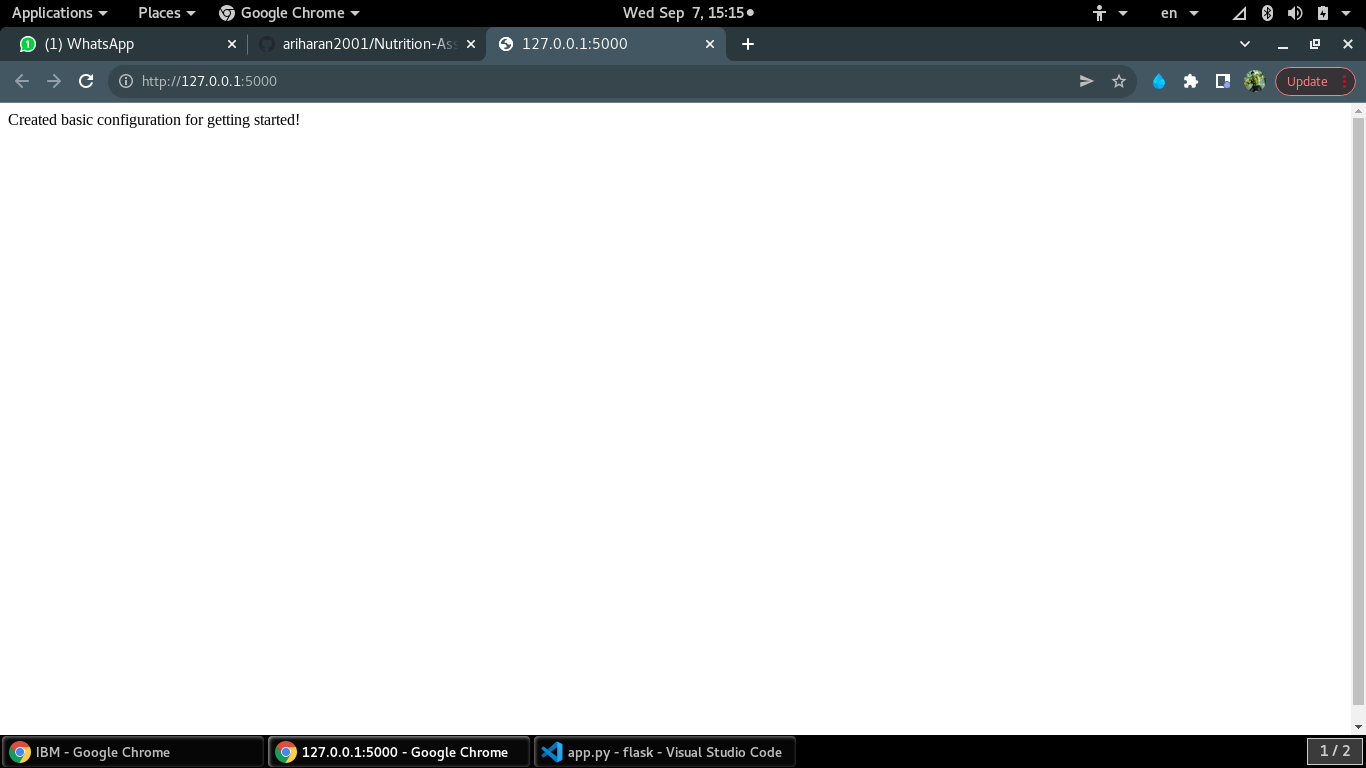 Applications Places Google Chrome Wed Sep 7, 15:15 en
1 (1) WhatsApp ariharan2001/Nutrition-Ass 127.0.0.1:5000
http://127.0.0.1:5000 Update
Created basic configuration for getting started!
IBM - Google Chrome 127.0.0.1:5000 - Google Chrome app.py - flask - Visual Studio Code 1 / 2